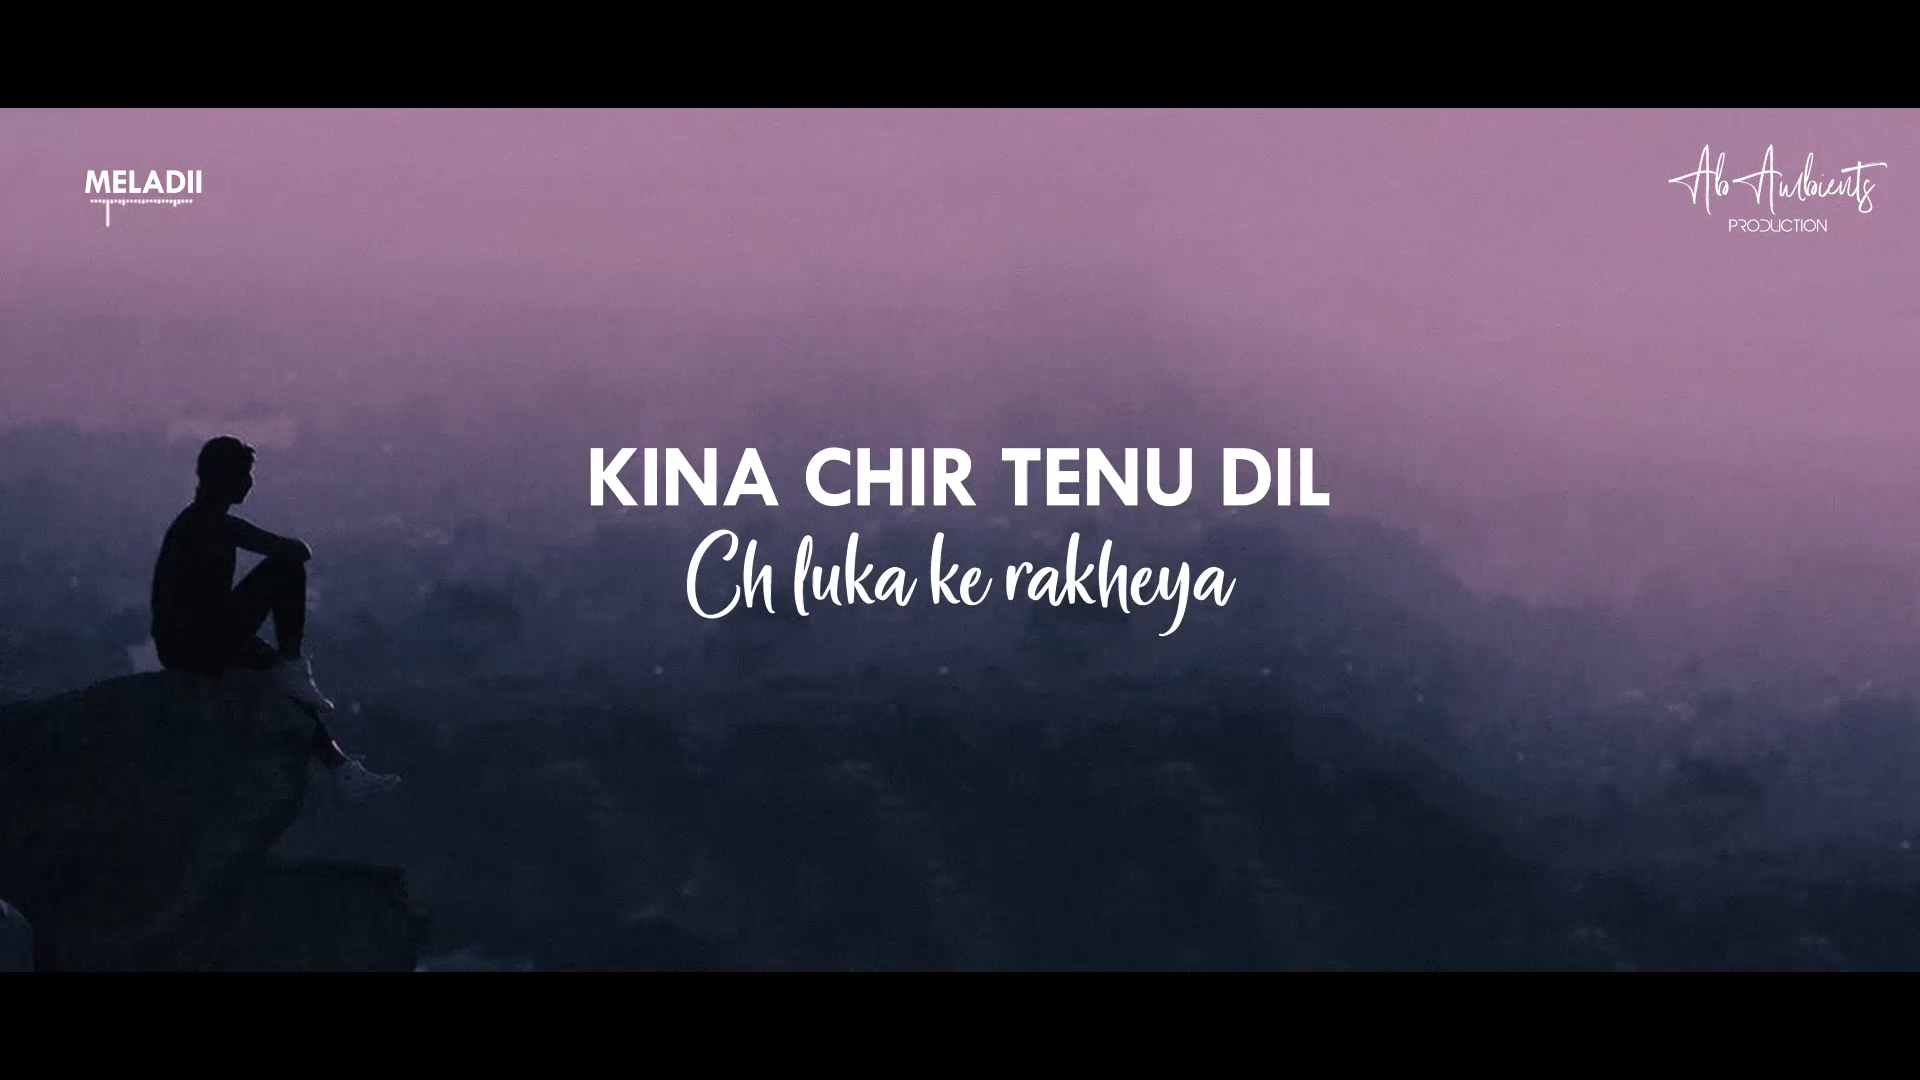 MELADII
Ab Ambients
PRODUCTION
KINA CHIR TENU DIL
Ch luka ke rakheya